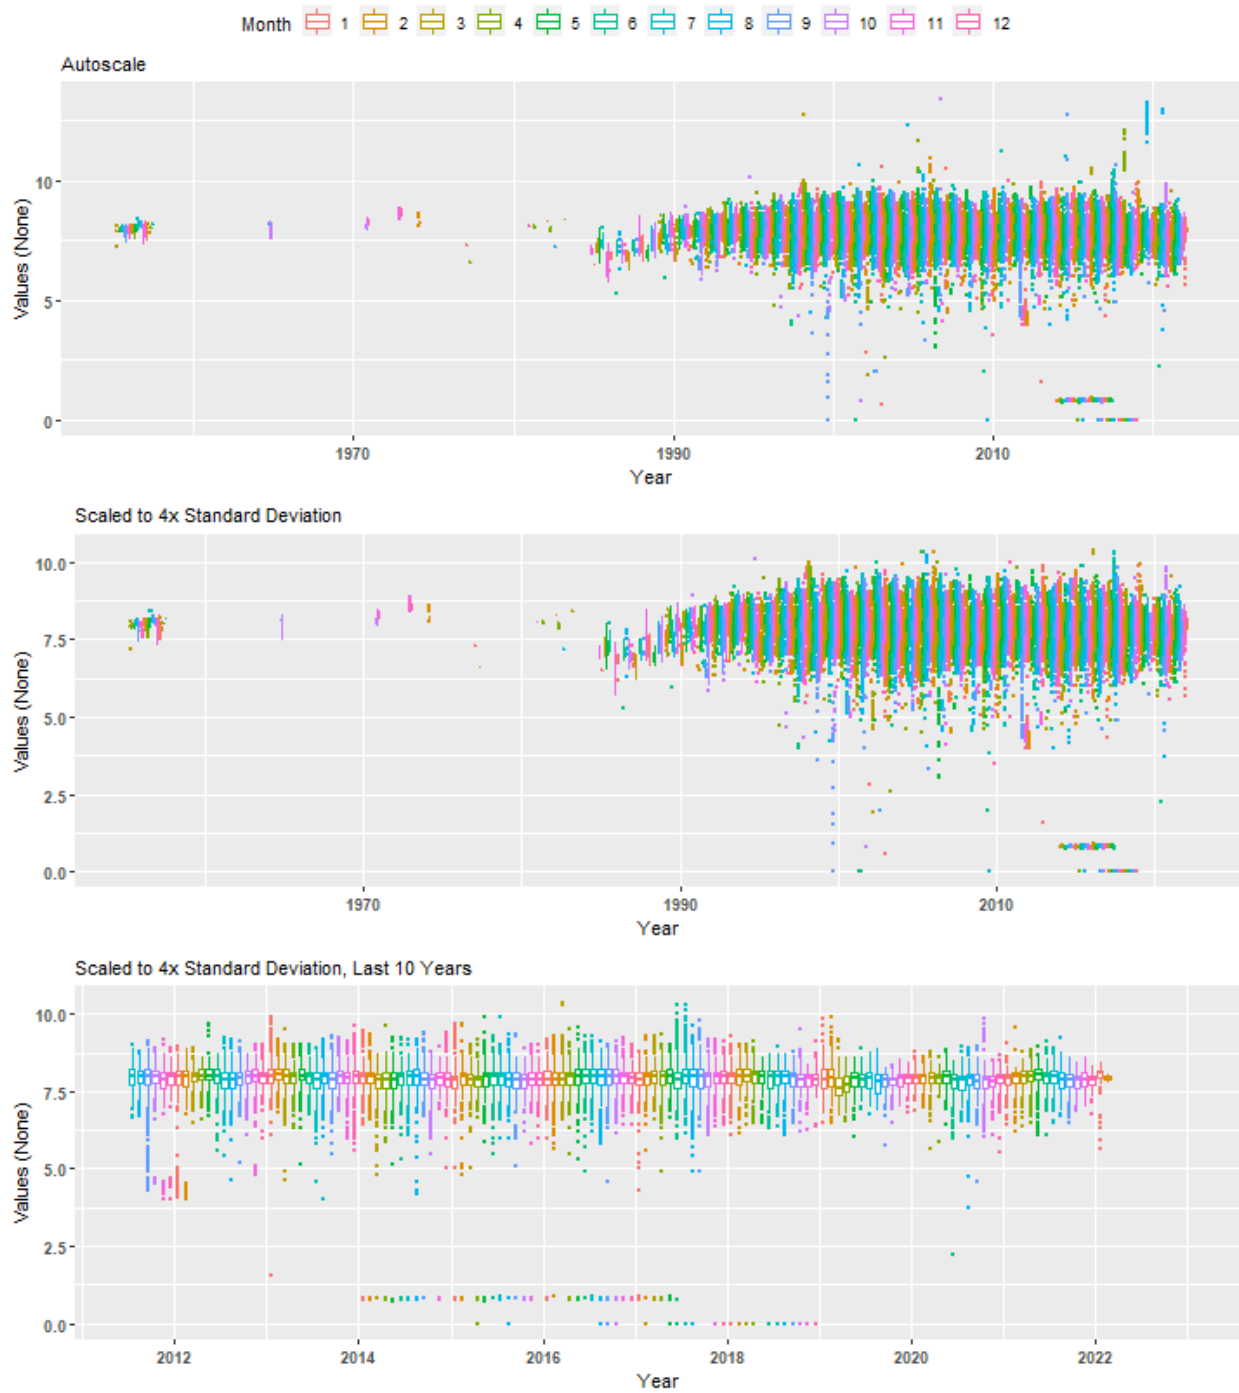 Month 1 2 3 4 5 6 7 8 9 10 11 12
Autoscale
Values (None)
10
5
0
1970 1990 2010
Year
Scaled to 4x Standard Deviation
Values (None)
10.0
7.5
5.0
2.5
0.0
1970 1990 2010
Year
Scaled to 4x Standard Deviation, Last 10 Years
Values (None)
10.0
7.5
5.0
2.5
0.0
2012 2014 2016 2018 2020 2022
Year